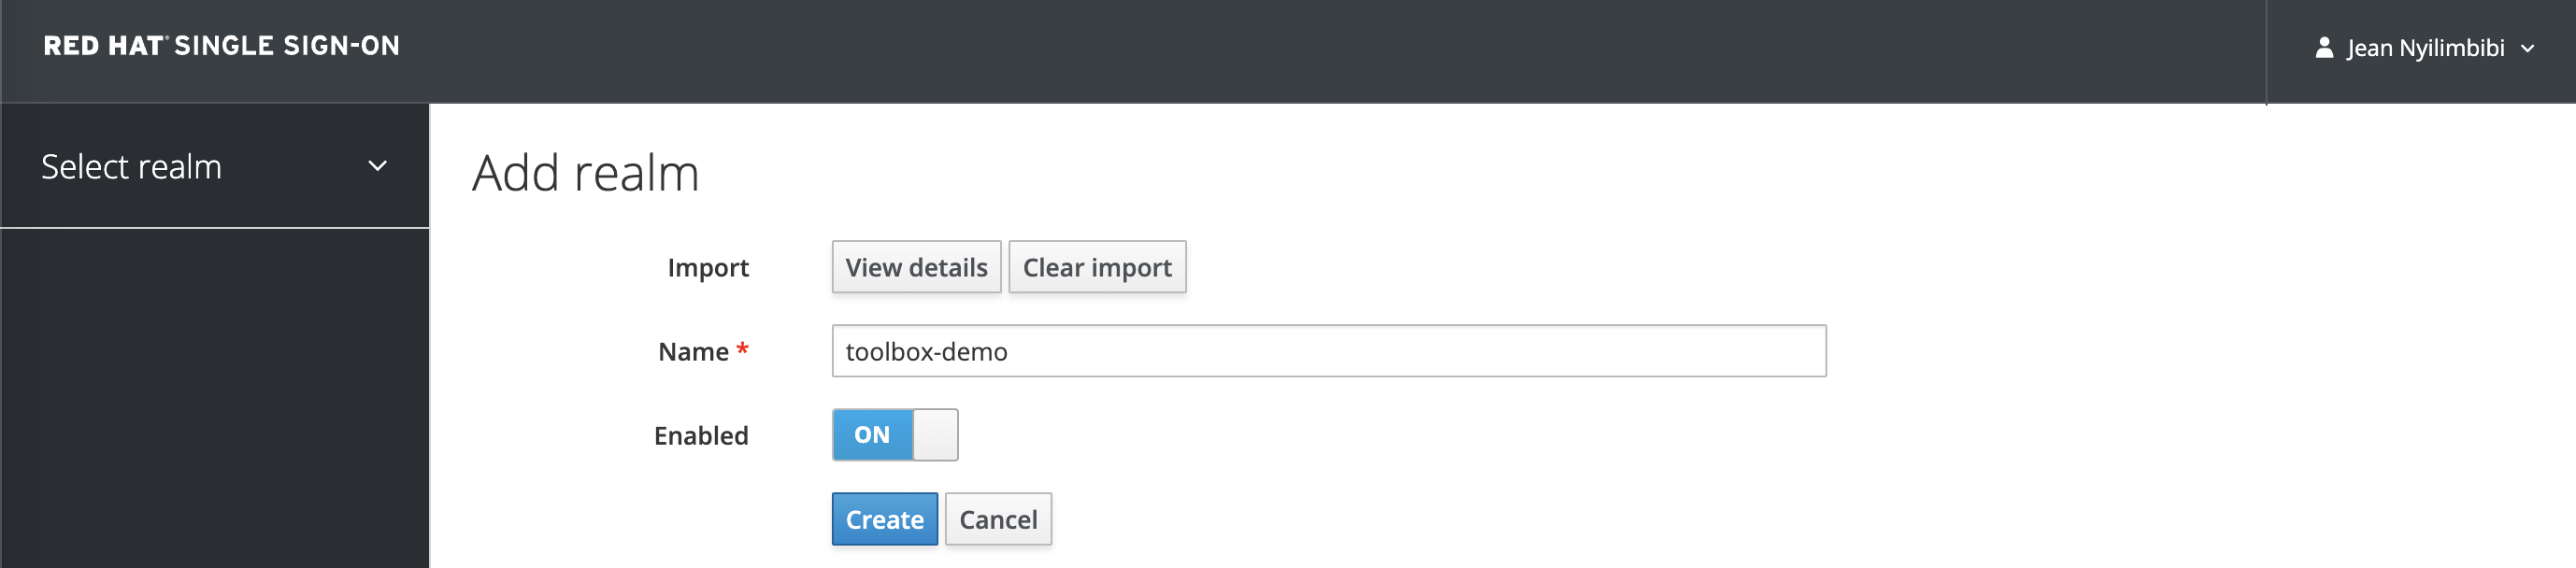 RED HAT® SINGLE SIGN-ON
Jean Nyilimbibi
Select realm
Add realm
Import View details Clear import
Name * toolbox-demo
Enabled ON
Create Cancel